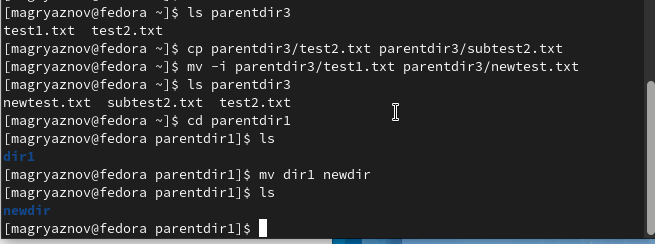 [magryaznov@fedora ~]$ ls parentdir3
test1.txt  test2.txt
[magryaznov@fedora ~]$ cp parentdir3/test2.txt parentdir3/subtest2.txt
[magryaznov@fedora ~]$ mv -i parentdir3/test1.txt parentdir3/newtest.txt
[magryaznov@fedora ~]$ ls parentdir3
newtest.txt  subtest2.txt  test2.txt
[magryaznov@fedora ~]$ cd parentdir1
[magryaznov@fedora parentdir1]$ ls
dir1
[magryaznov@fedora parentdir1]$ mv dir1 newdir
[magryaznov@fedora parentdir1]$ ls
newdir
[magryaznov@fedora parentdir1]$